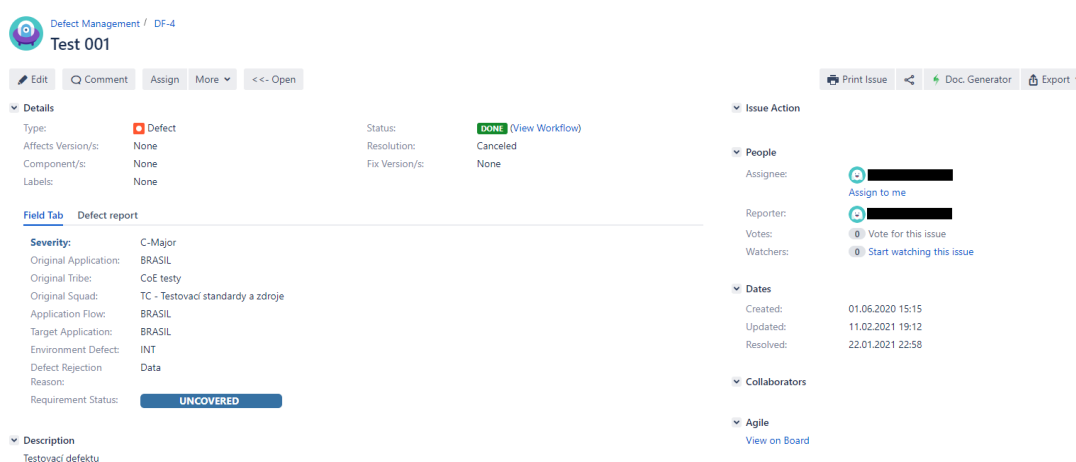 Defect Management / DF-4
Test 001
Edit Comment Assign More <<- Open Print Issue Doc. Generator Export
Details
Type: Defect Status: DONE (View Workflow)
Affects Version/s: None Resolution: Canceled
Component/s: None Fix Version/s: None
Labels: None
Field Tab Defect report
Severity: C-Major
Original Application: BRASIL
Original Tribe: CoE testy
Original Squad: TC - Testovací standardy a zdroje
Application Flow: BRASIL
Target Application: BRASIL
Environment Defect: INT
Defect Rejection Data
Reason:
Requirement Status: UNCOVERED
Description
Testovací defektu
Issue Action
People
Assignee:
Assign to me
Reporter:
Votes: 0 Vote for this issue
Watchers: 0 Start watching this issue
Dates
Created: 01.06.2020 15:15
Updated: 11.02.2021 19:12
Resolved: 22.01.2021 22:58
Collaborators
Agile
View on Board